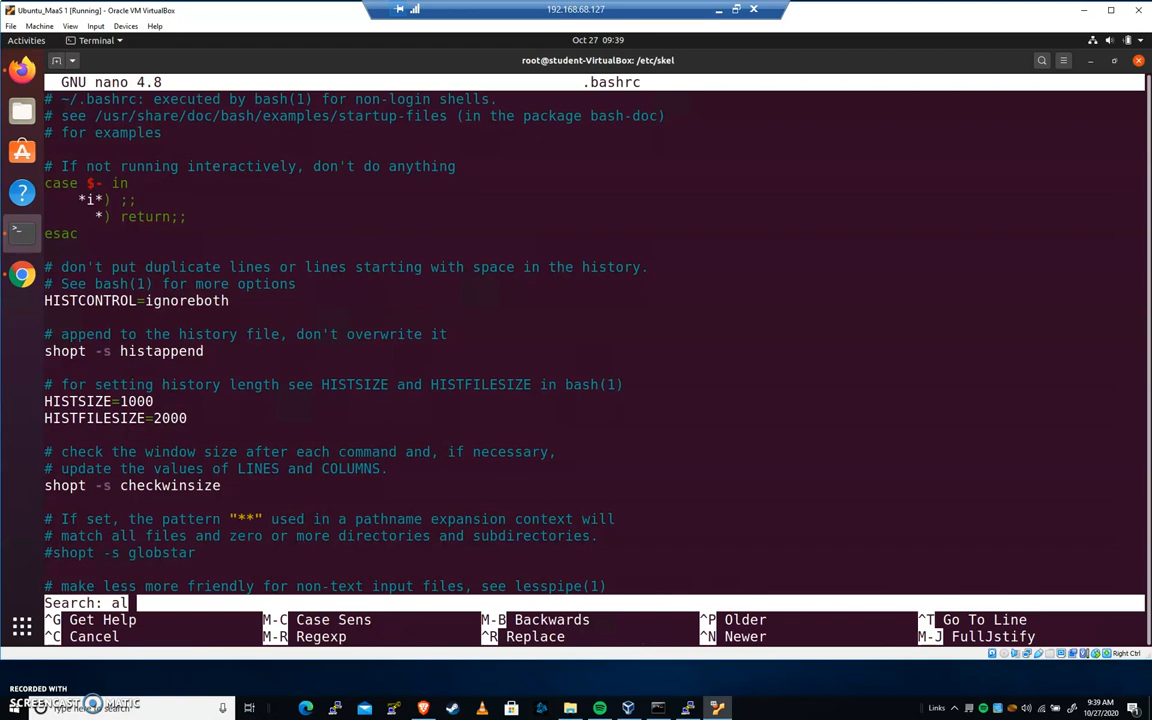 Ubuntu_MaaS 1 [Running] - Oracle VM VirtualBox
192.168.68.127
File Machine View Input Devices Help
Activities Terminal Oct 27 09:39
root@student-VirtualBox: /etc/skel
GNU nano 4.8 .bashrc
# ~/.bashrc: executed by bash(1) for non-login shells.
# see /usr/share/doc/bash/examples/startup-files (in the package bash-doc)
# for examples
# If not running interactively, don't do anything
case $- in
*i*) ;;
*) return;;
esac
# don't put duplicate lines or lines starting with space in the history.
# See bash(1) for more options
HISTCONTROL=ignoreboth
# append to the history file, don't overwrite it
shopt -s histappend
# for setting history length see HISTSIZE and HISTFILESIZE in bash(1)
HISTSIZE=1000
HISTFILESIZE=2000
# check the window size after each command and, if necessary,
# update the values of LINES and COLUMNS.
shopt -s checkwinsize
# If set, the pattern "**" used in a pathname expansion context will
# match all files and zero or more directories and subdirectories.
#shopt -s globstar
# make less more friendly for non-text input files, see lesspipe(1)
Search: al
^G Get Help M-C Case Sens M-B Backwards ^P Older ^T Go To Line
^C Cancel M-R Regexp ^R Replace ^N Newer M-J FullJstify
Right Ctrl
RECORDED WITH
SCREENCAST-O-MATIC
Type here to search
Links
9:39 AM
10/27/2020